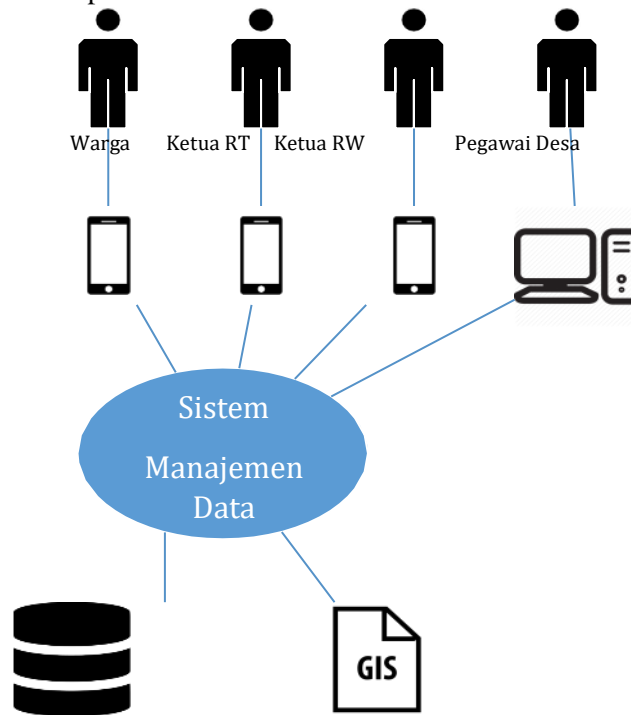 Warga Ketua RT Ketua RW Pegawai Desa
Sistem
Manajemen
Data
GIS